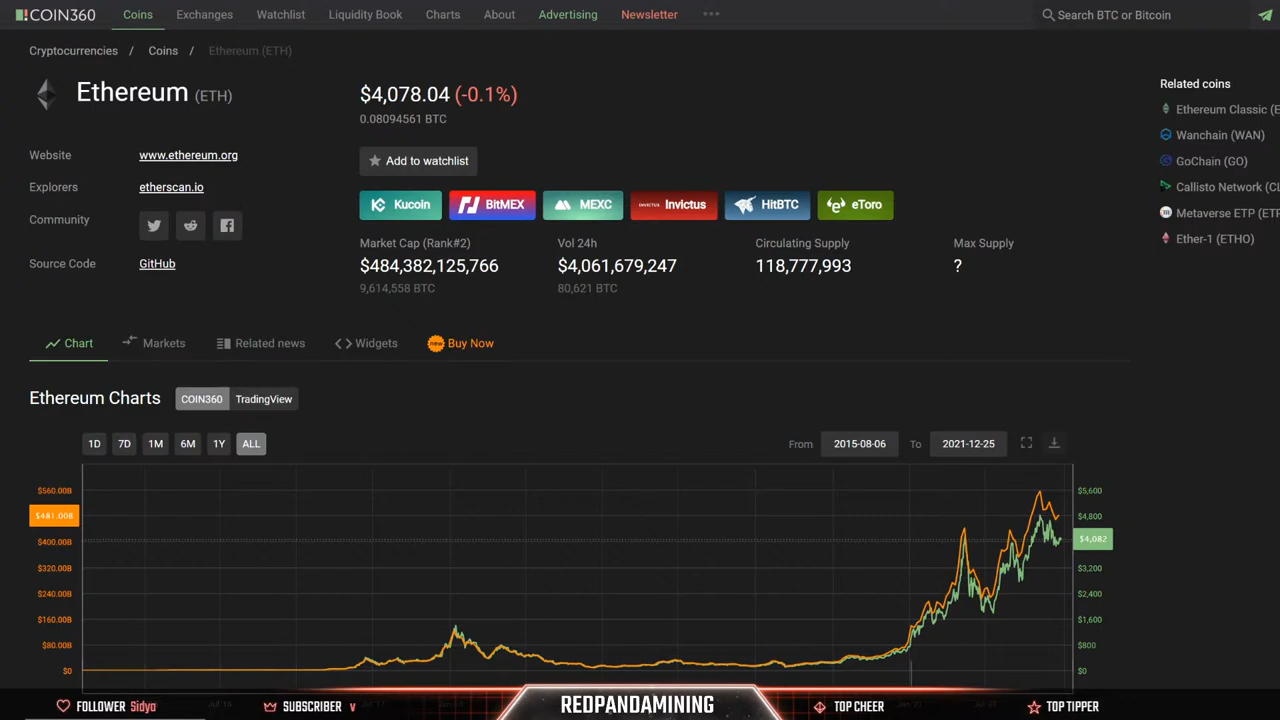 COIN360 Coins Exchanges Watchlist Liquidity Book Charts About Advertising Newsletter Search BTC or Bitcoin
Cryptocurrencies / Coins / Ethereum (ETH)
Ethereum (ETH)
$4,078.04 (-0.1%)
0.08094561 BTC
Website www.ethereum.org
Explorers etherscan.io
Community
Source Code GitHub
Add to watchlist
Kucoin BitMEX MEXC INVICTUS Invictus HitBTC eToro
Market Cap (Rank#2) Vol 24h Circulating Supply Max Supply
$484,382,125,766 $4,061,679,247 118,777,993 ?
9,614,558 BTC 80,621 BTC
Related coins
Ethereum Classic (E
Wanchain (WAN)
GoChain (GO)
Callisto Network (CL
Metaverse ETP (ETP
Ether-1 (ETHO)
Chart Markets Related news Widgets new Buy Now
Ethereum Charts COIN360 TradingView
1D 7D 1M 6M 1Y ALL From 2015-08-06 To 2021-12-25
$560.00B $5,600
$481.00B $4,800
$400.00B $4,082
$320.00B $3,200
$240.00B $2,400
$160.00B $1,600
$80.00B $800
$0 $0
FOLLOWER Sidyo SUBSCRIBER v REDPANDAMINING TOP CHEER TOP TIPPER